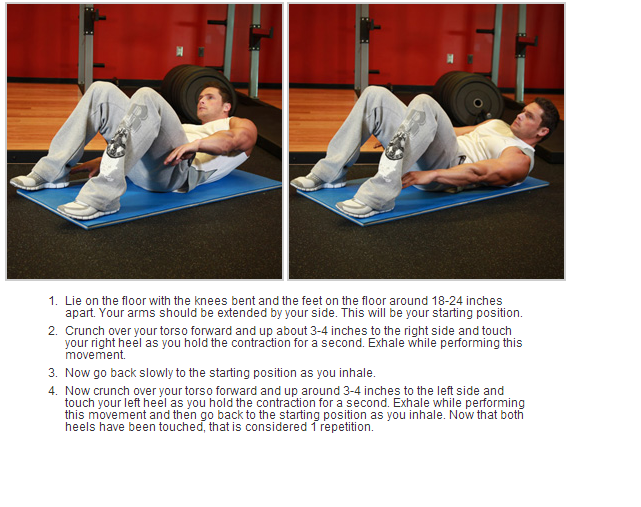 1. Lie on the floor with the knees bent and the feet on the floor around 18-24 inches
apart. Your arms should be extended by your side. This will be your starting position.
2. Crunch over your torso forward and up about 3-4 inches to the right side and touch
your right heel as you hold the contraction for a second. Exhale while performing this
movement.
3. Now go back slowly to the starting position as you inhale.
4. Now crunch over your torso forward and up around 3-4 inches to the left side and
touch your left heel as you hold the contraction for a second. Exhale while performing
this movement and then go back to the starting position as you inhale. Now that both
heels have been touched, that is considered 1 repetition.